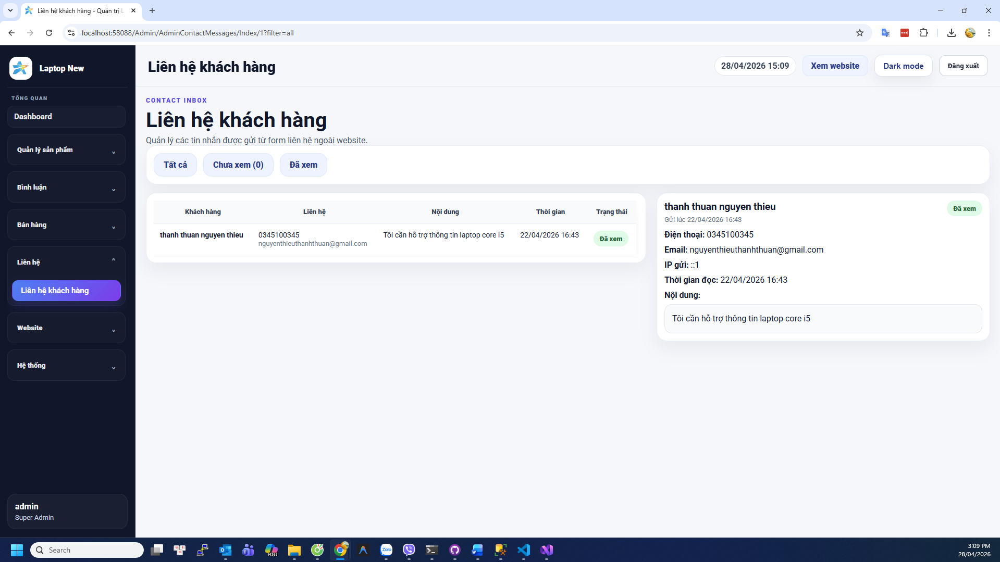 Liên hệ khách hàng - Quản trị L
localhost:58088/Admin/AdminContactMessages/Index/1?filter=all
Laptop New
TỔNG QUAN
Dashboard
Quản lý sản phẩm
Bình luận
Bán hàng
Liên hệ
Liên hệ khách hàng
Website
Hệ thống
admin
Super Admin
Liên hệ khách hàng
28/04/2026 15:09
Xem website
Dark mode
Đăng xuất
CONTACT INBOX
Liên hệ khách hàng
Quản lý các tin nhắn được gửi từ form liên hệ ngoài website.
Tất cả
Chưa xem (0)
Đã xem
Khách hàng Liên hệ Nội dung Thời gian Trạng thái
thanh thuan nguyen thieu 0345100345 Tôi cần hỗ trợ thông tin laptop core i5 22/04/2026 16:43 Đã xem
nguyenthieuthanhthuan@gmail.com
thanh thuan nguyen thieu
Đã xem
Gửi lúc 22/04/2026 16:43
Điện thoại: 0345100345
Email: nguyenthieuthanhthuan@gmail.com
IP gửi: ::1
Thời gian đọc: 22/04/2026 16:43
Nội dung:
Tôi cần hỗ trợ thông tin laptop core i5
Search
M365
Zalo
3:09 PM
28/04/2026